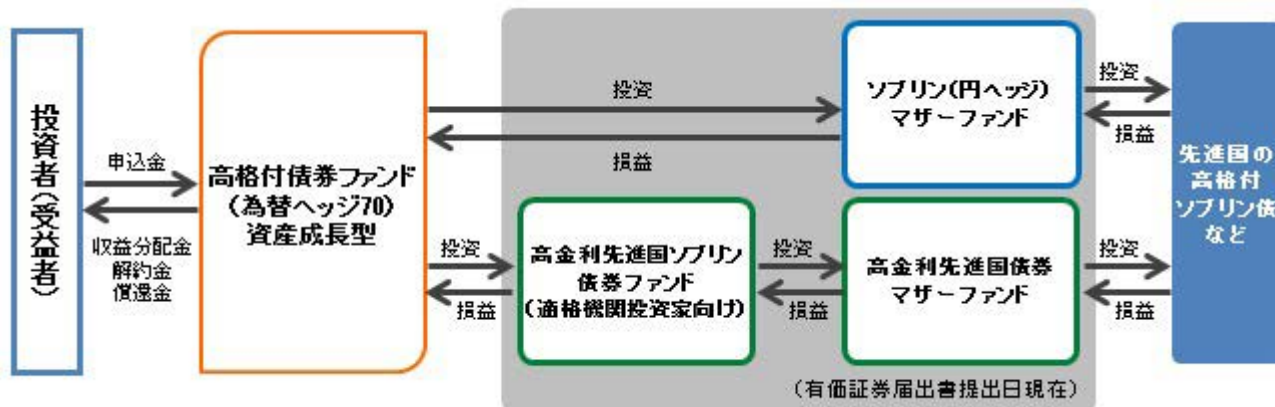 投資者(受益者)
申込金
収益分配金
解約金
償還金
高格付債券ファンド
(為替ヘッジ70)
資産成長型
投資
損益
投資
損益
高金利先進国ソブリン
債券ファンド
(適格機関投資家向け)
投資
損益
ソブリン(円ヘッジ)
マザーファンド
高金利先進国債券
マザーファンド
投資
損益
投資
損益
先進国の
高格付
ソブリン債
など
(有価証券届出書提出日現在)